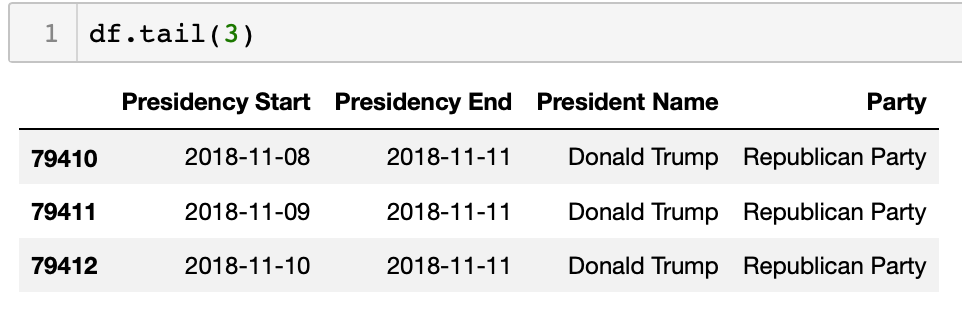 1 df.tail(3)
Presidency Start Presidency End President Name Party
79410 2018-11-08 2018-11-11 Donald Trump Republican Party
79411 2018-11-09 2018-11-11 Donald Trump Republican Party
79412 2018-11-10 2018-11-11 Donald Trump Republican Party